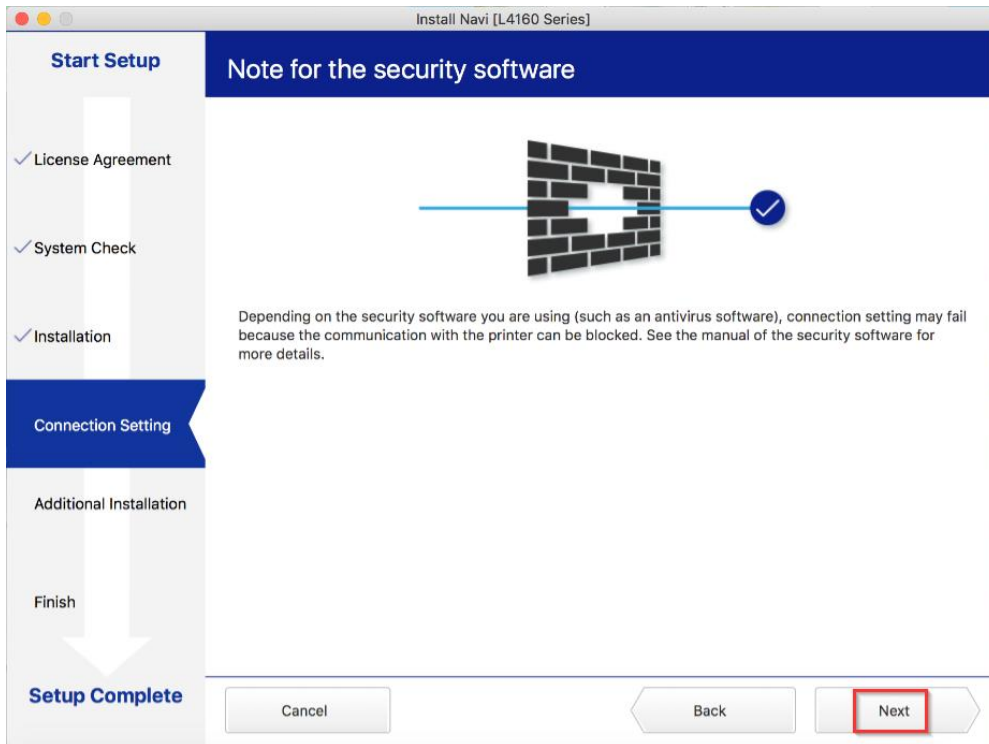 Install Navi [L4160 Series]
Start Setup
License Agreement
System Check
Installation
Connection Setting
Additional Installation
Finish
Setup Complete
Note for the security software
Depending on the security software you are using (such as an antivirus software), connection setting may fail
because the communication with the printer can be blocked. See the manual of the security software for
more details.
Cancel
Back
Next